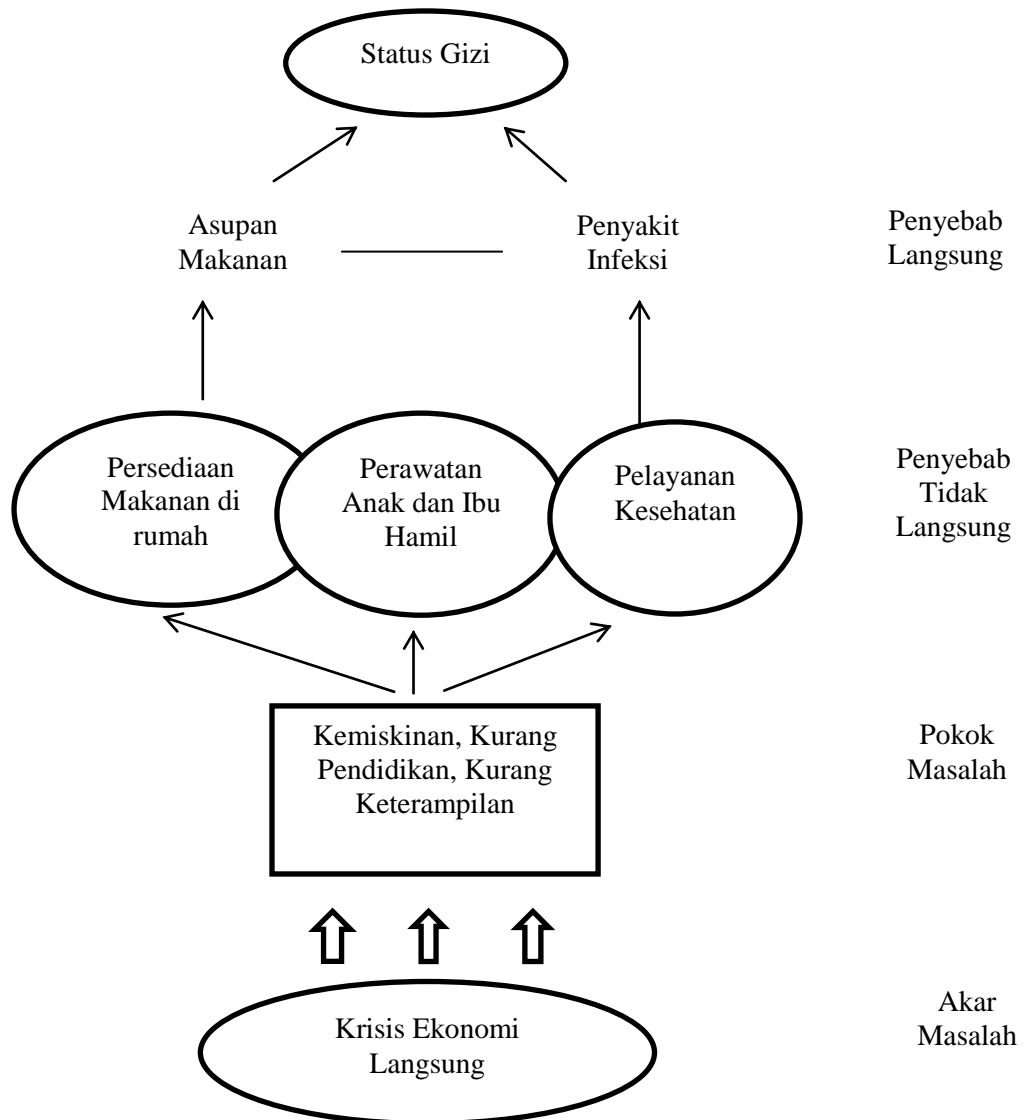 Status Gizi
Asupan
Makanan
Penyakit
Infeksi
Penyebab
Langsung
Persediaan
Makanan di
rumah
Perawatan
Anak dan Ibu
Hamil
Pelayanan
Kesehatan
Penyebab
Tidak
Langsung
Kemiskinan, Kurang
Pendidikan, Kurang
Keterampilan
Pokok
Masalah
Krisis Ekonomi
Langsung
Akar
Masalah